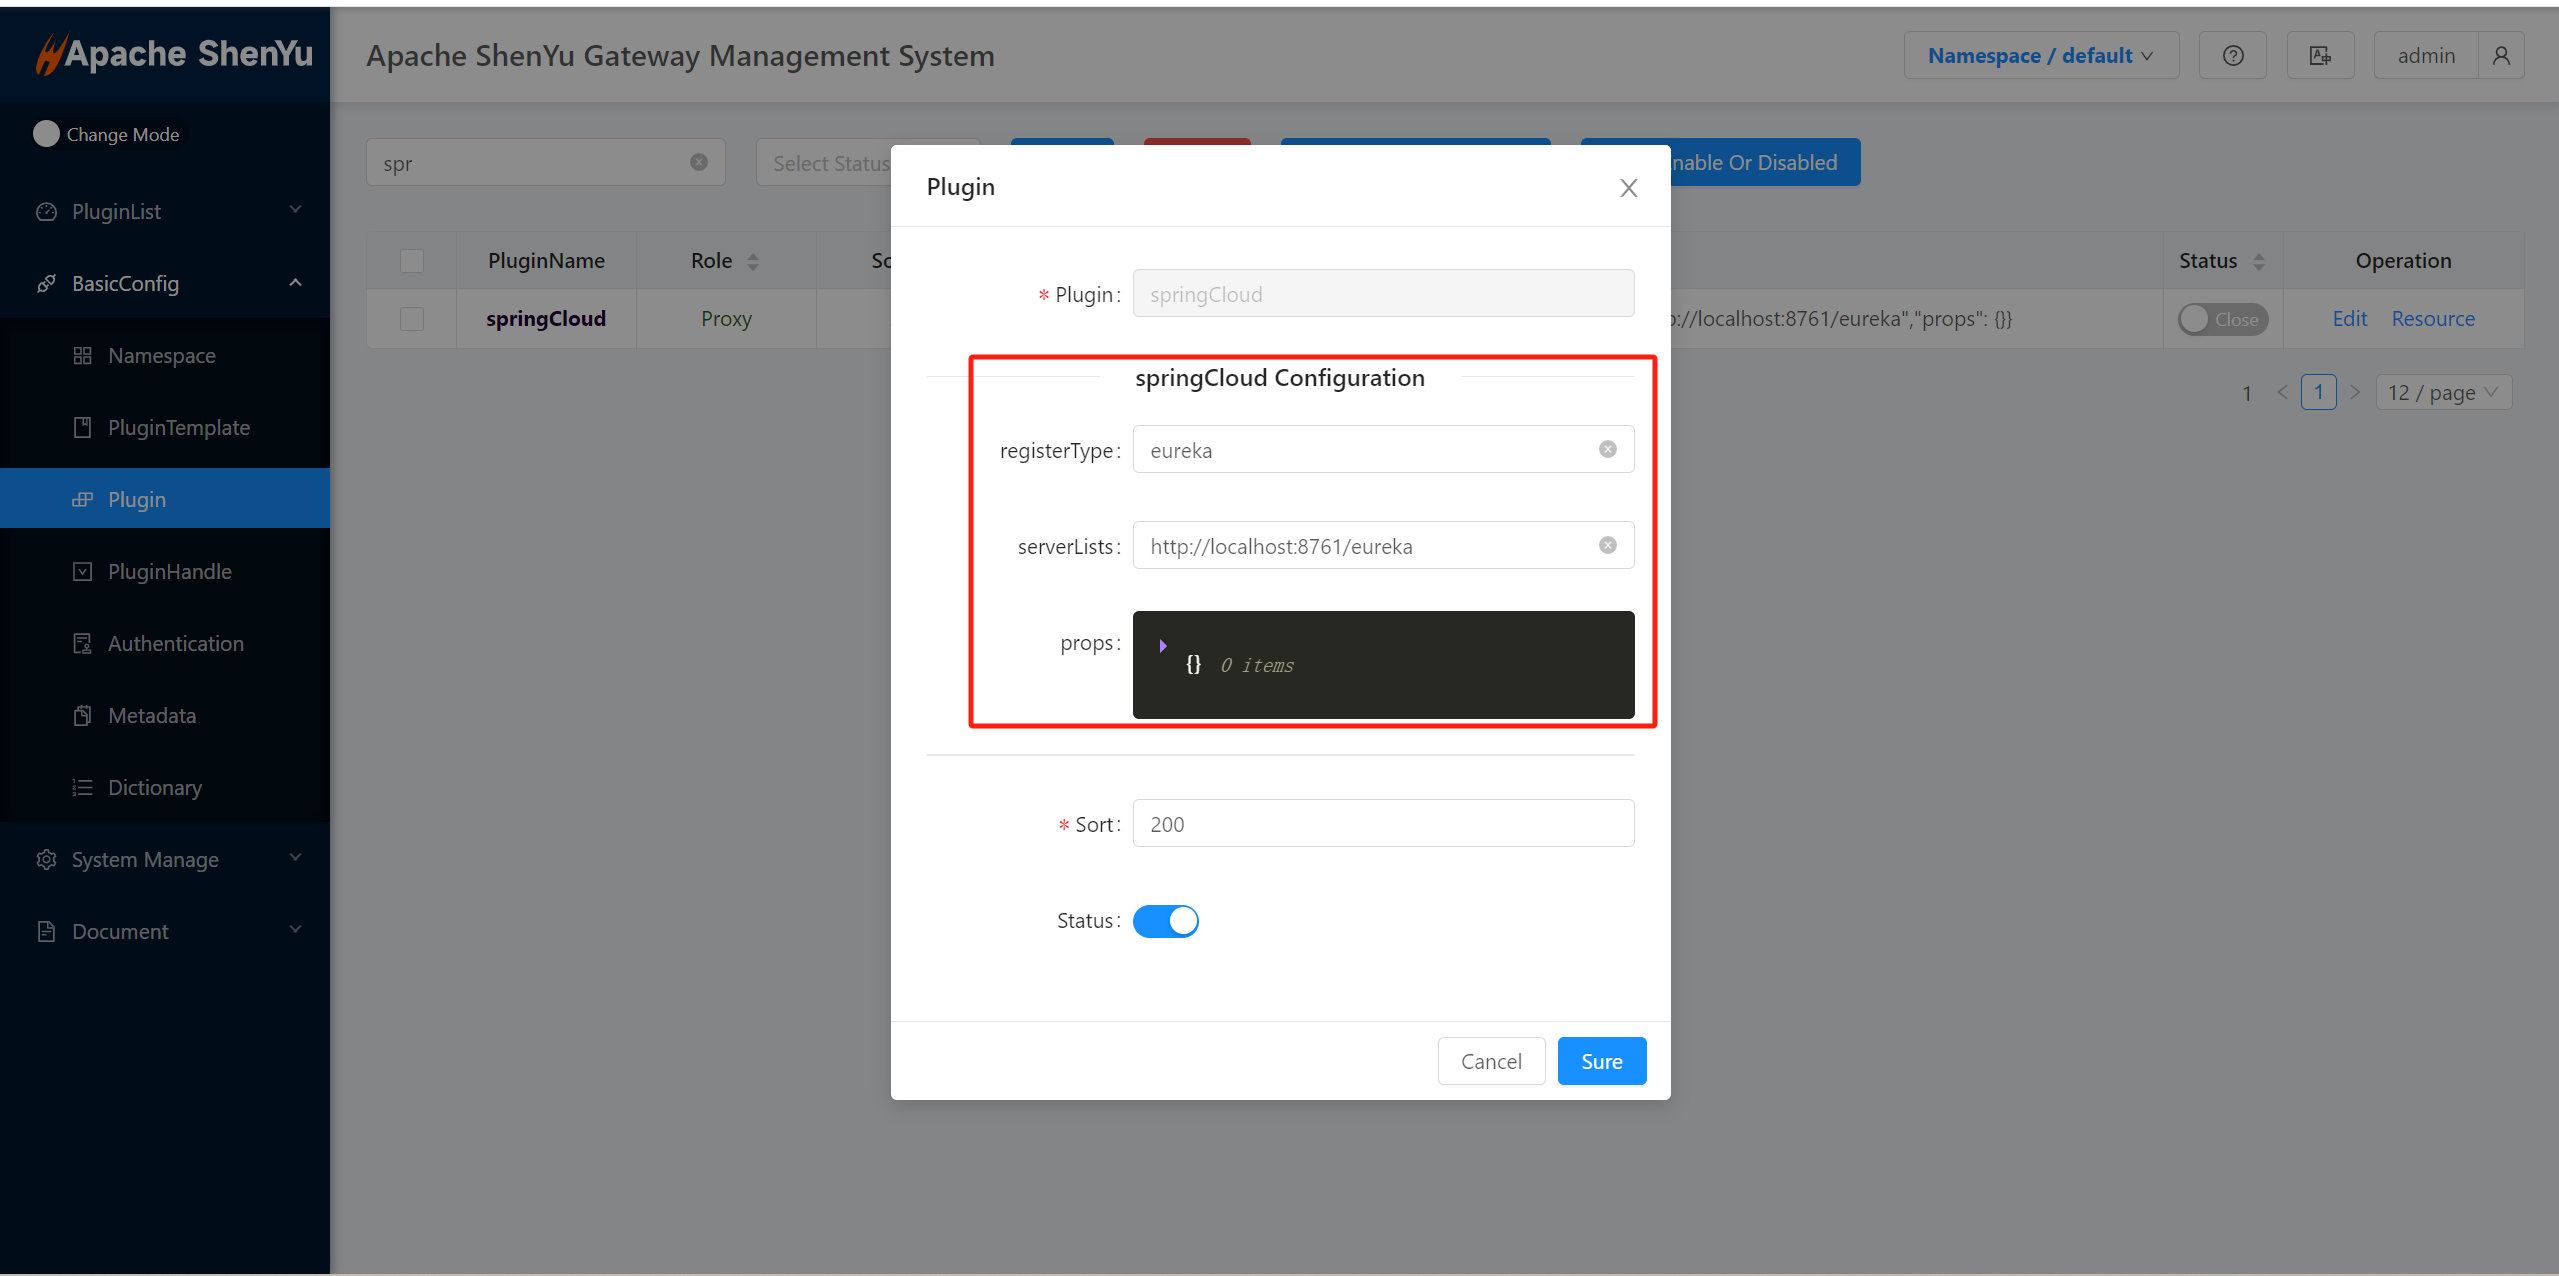 Apache ShenYu
Apache ShenYu Gateway Management System
Namespace / default
admin
Change Mode
spr
Select Status
Enable Or Disabled
PluginList
BasicConfig
Namespace
PluginTemplate
Plugin
PluginHandle
Authentication
Metadata
Dictionary
System Manage
Document
PluginName
Role
Status
Operation
springCloud
Proxy
://localhost:8761/eureka","props": {}}
Close
Edit
Resource
1
1
12 / page
Plugin
* Plugin:
springCloud
springCloud Configuration
registerType:
eureka
serverLists:
http://localhost:8761/eureka
props:
{} 0 items
* Sort:
200
Status:
Cancel
Sure